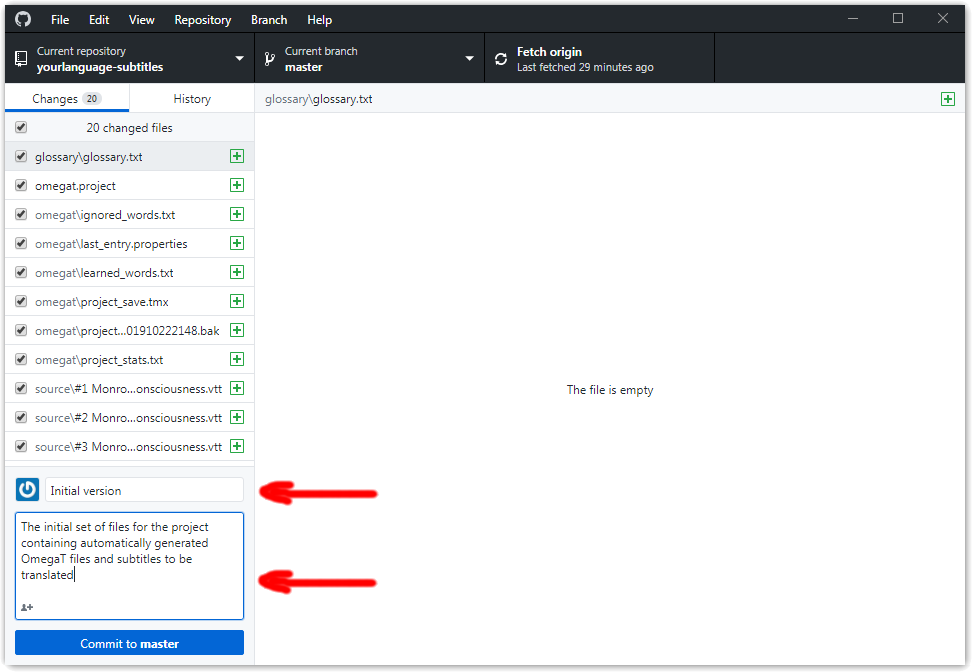 File Edit View Repository Branch Help
Current repository
yourlanguage-subtitles
Current branch
master
Fetch origin
Last fetched 29 minutes ago
Changes 20 History
glossary\glossary.txt
20 changed files
glossary\glossary.txt
omegat.project
omegat\ignored_words.txt
omegat\last_entry.properties
omegat\learned_words.txt
omegat\project_save.tmx
omegat\project...01910222148.bak
omegat\project_stats.txt
source\#1 Monro...onsciousness.vtt
source\#2 Monro...onsciousness.vtt
source\#3 Monro...onsciousness.vtt
The file is empty
Initial version
The initial set of files for the project
containing automatically generated
OmegaT files and subtitles to be
translated
Commit to master